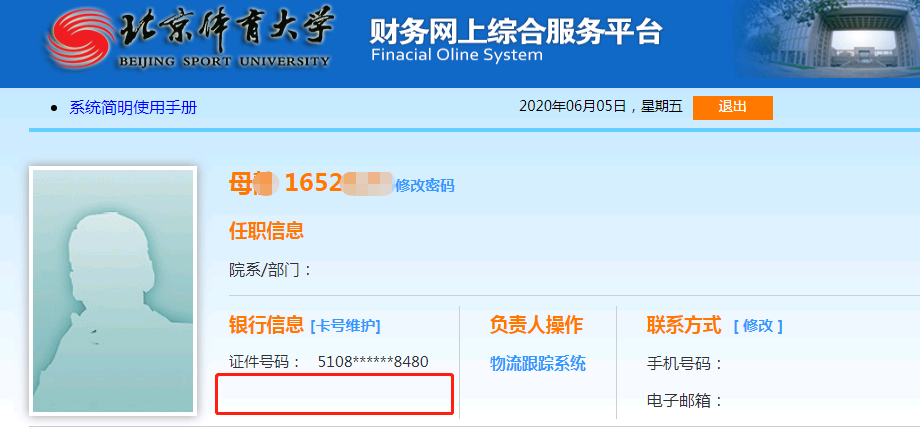 北京体育大学
BEIJING SPORT UNIVERSITY
财务网上综合服务平台
Finacial Oline System
系统简明使用手册
2020年06月05日，星期五
退出
母 1652 修改密码
任职信息
院系/部门：
银行信息 [卡号维护]
证件号码： 5108******8480
负责人操作
物流跟踪系统
联系方式 [ 修改 ]
手机号码：
电子邮箱：